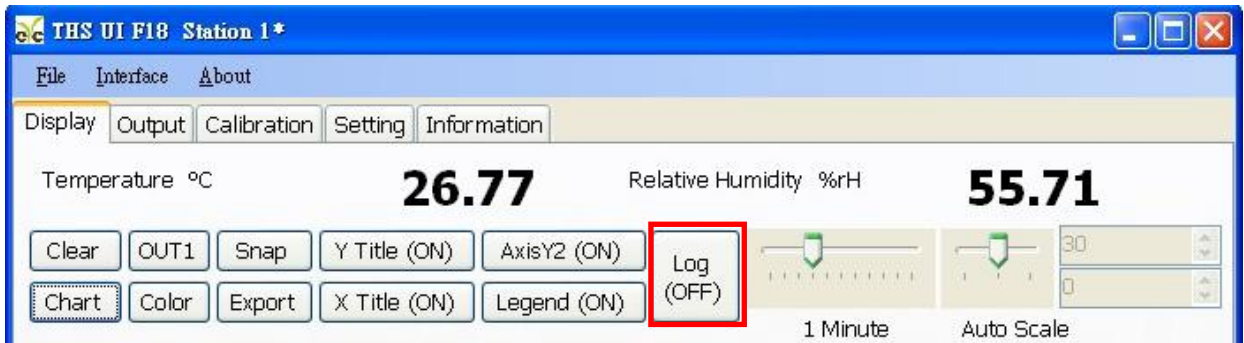 THS UI F18 Station 1*
File Interface About
Display Output Calibration Setting Information
Temperature ºC 26.77 Relative Humidity %rH 55.71
Clear OUT1 Snap Y Title (ON) AxisY2 (ON) Log (OFF) 30
Chart Color Export X Title (ON) Legend (ON) 0
1 Minute Auto Scale